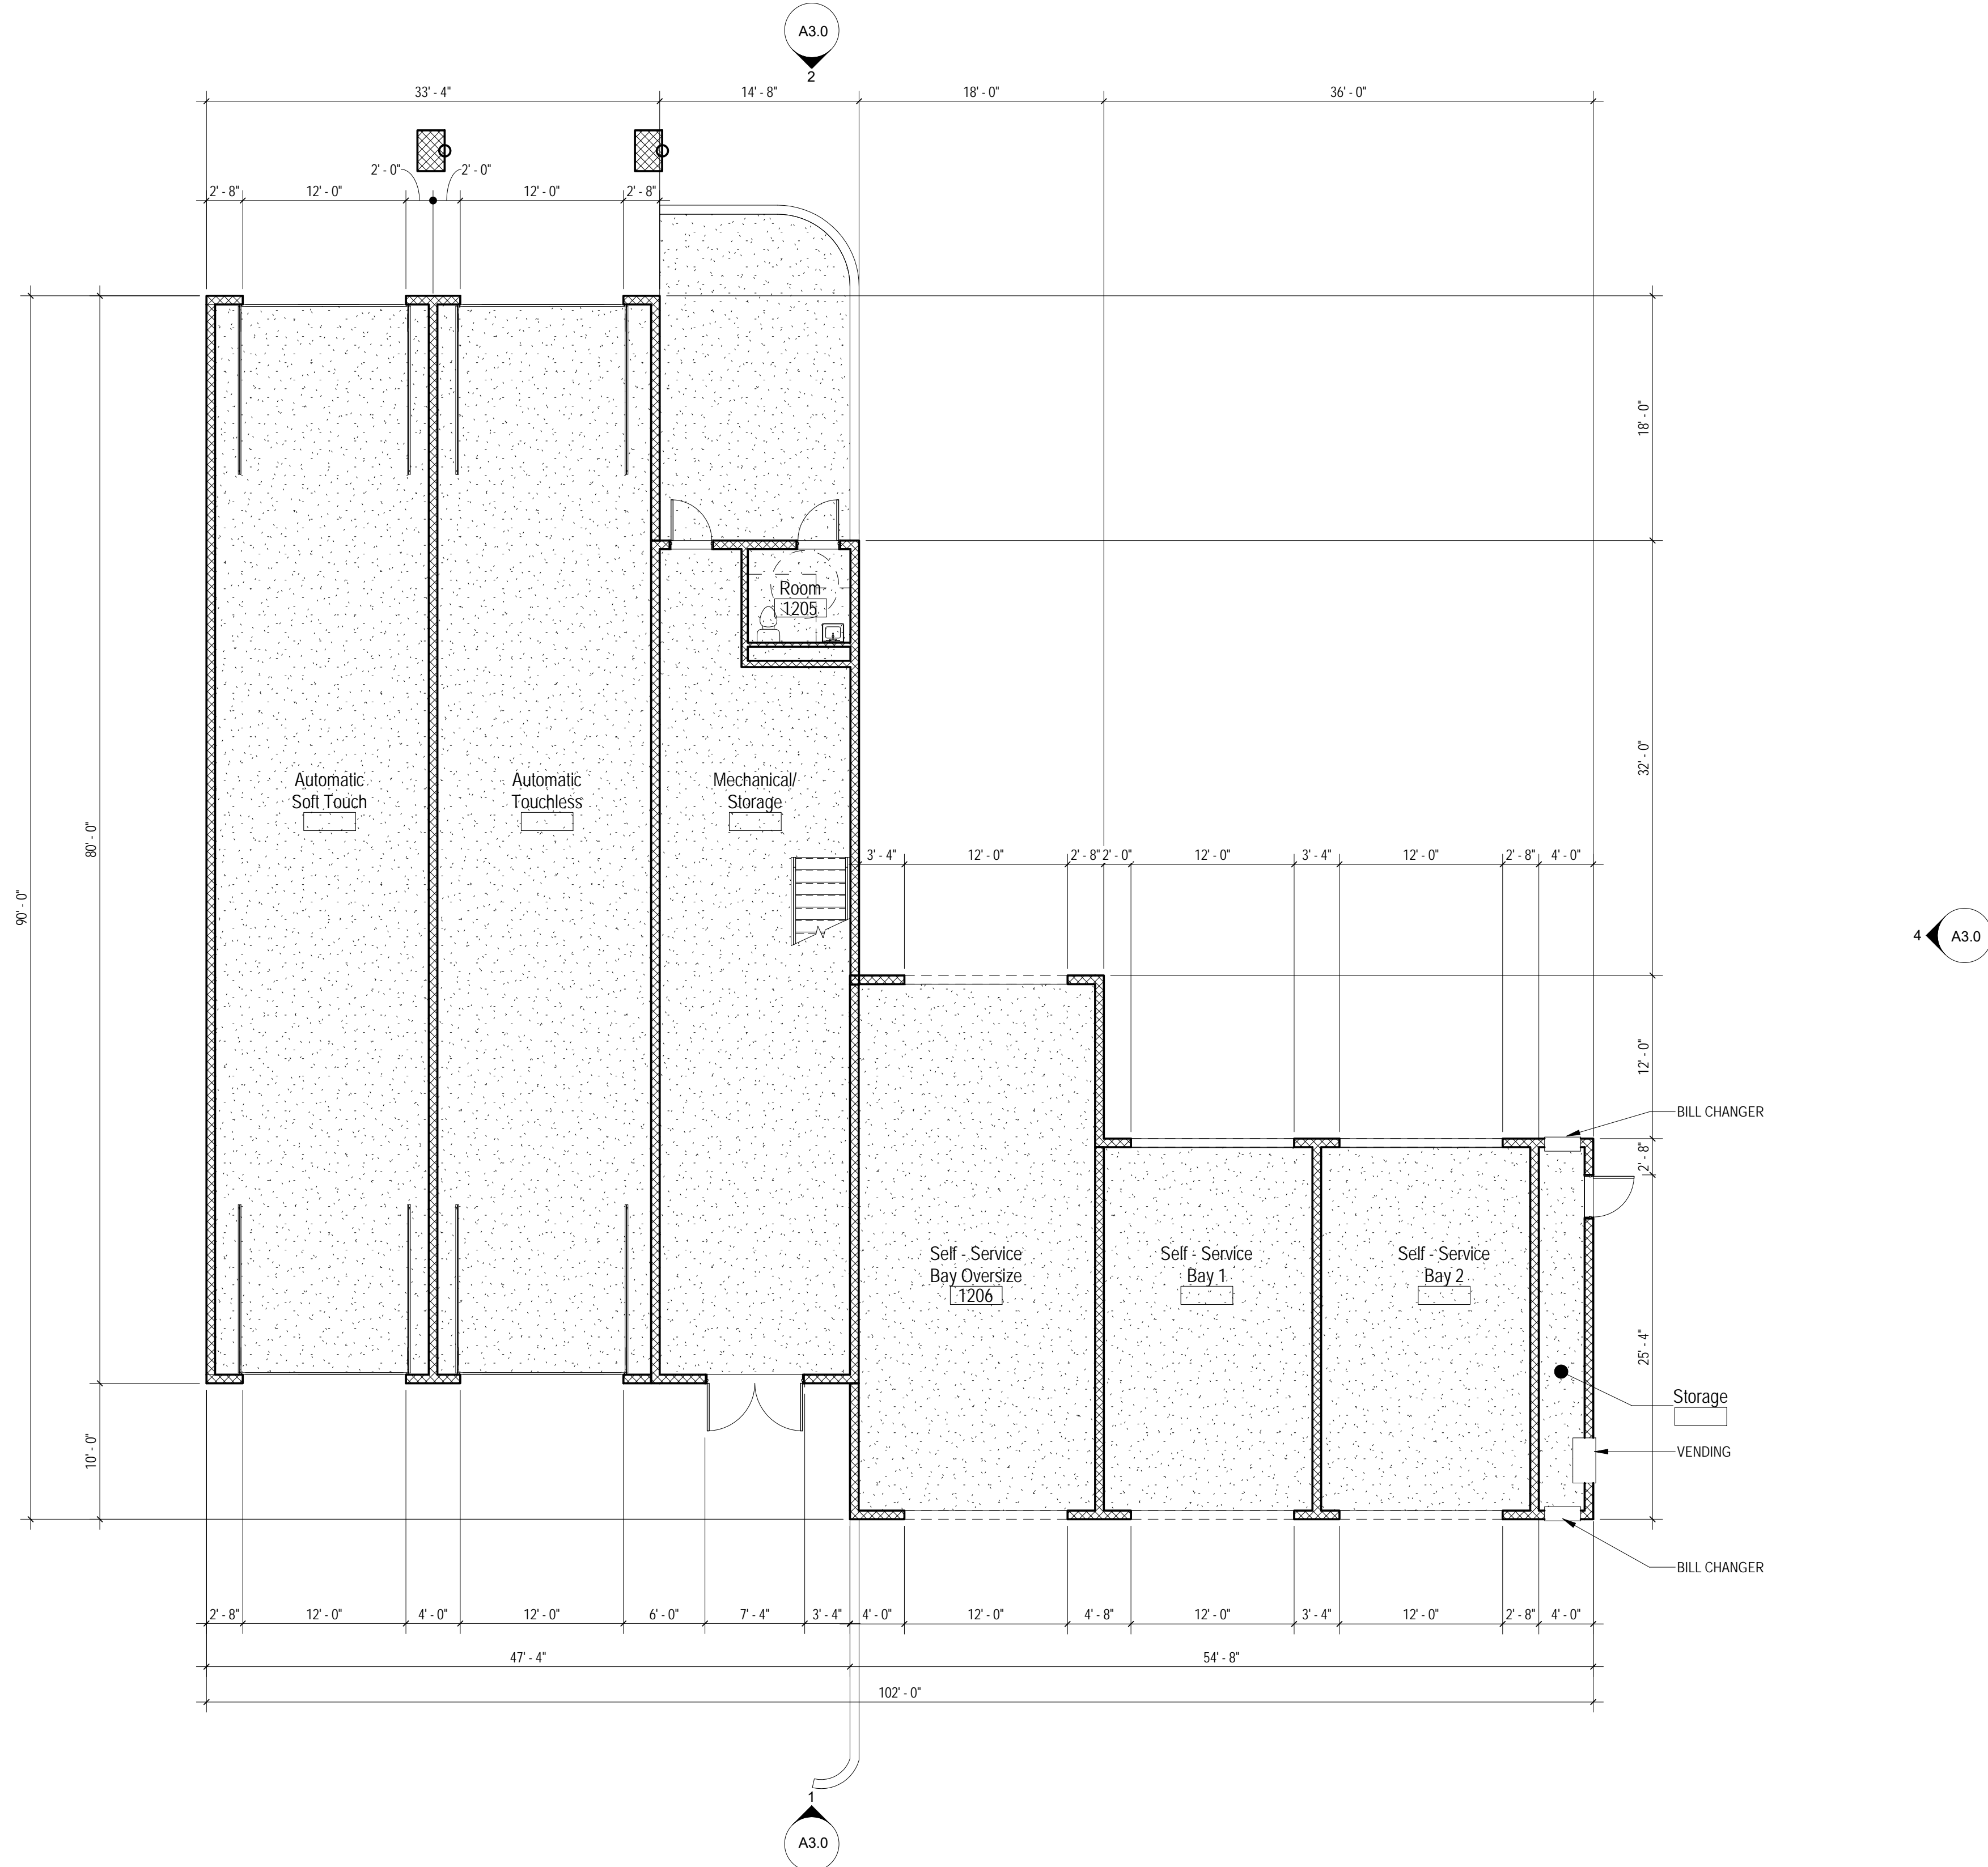 A3.0
2
33' - 4"
14' - 8"
18' - 0"
36' - 0"
2' - 0"
2' - 0"
2' - 8"
12' - 0"
12' - 0"
2' - 8"
18' - 0"
Room
1205
32' - 0"
Automatic
Soft Touch
Automatic
Touchless
Mechanical/
Storage
80' - 0"
90' - 0"
3' - 4"
12' - 0"
2' - 8"
2' - 0"
12' - 0"
3' - 4"
12' - 0"
2' - 8"
4' - 0"
4
A3.0
12' - 0"
BILL CHANGER
2' - 8"
Self - Service
Bay Oversize
1206
Self - Service
Bay 1
Self - Service
Bay 2
25' - 4"
Storage
10' - 0"
VENDING
BILL CHANGER
2' - 8"
12' - 0"
4' - 0"
12' - 0"
6' - 0"
7' - 4"
3' - 4"
4' - 0"
12' - 0"
4' - 8"
12' - 0"
3' - 4"
12' - 0"
2' - 8"
4' - 0"
47' - 4"
54' - 8"
102' - 0"
1
A3.0